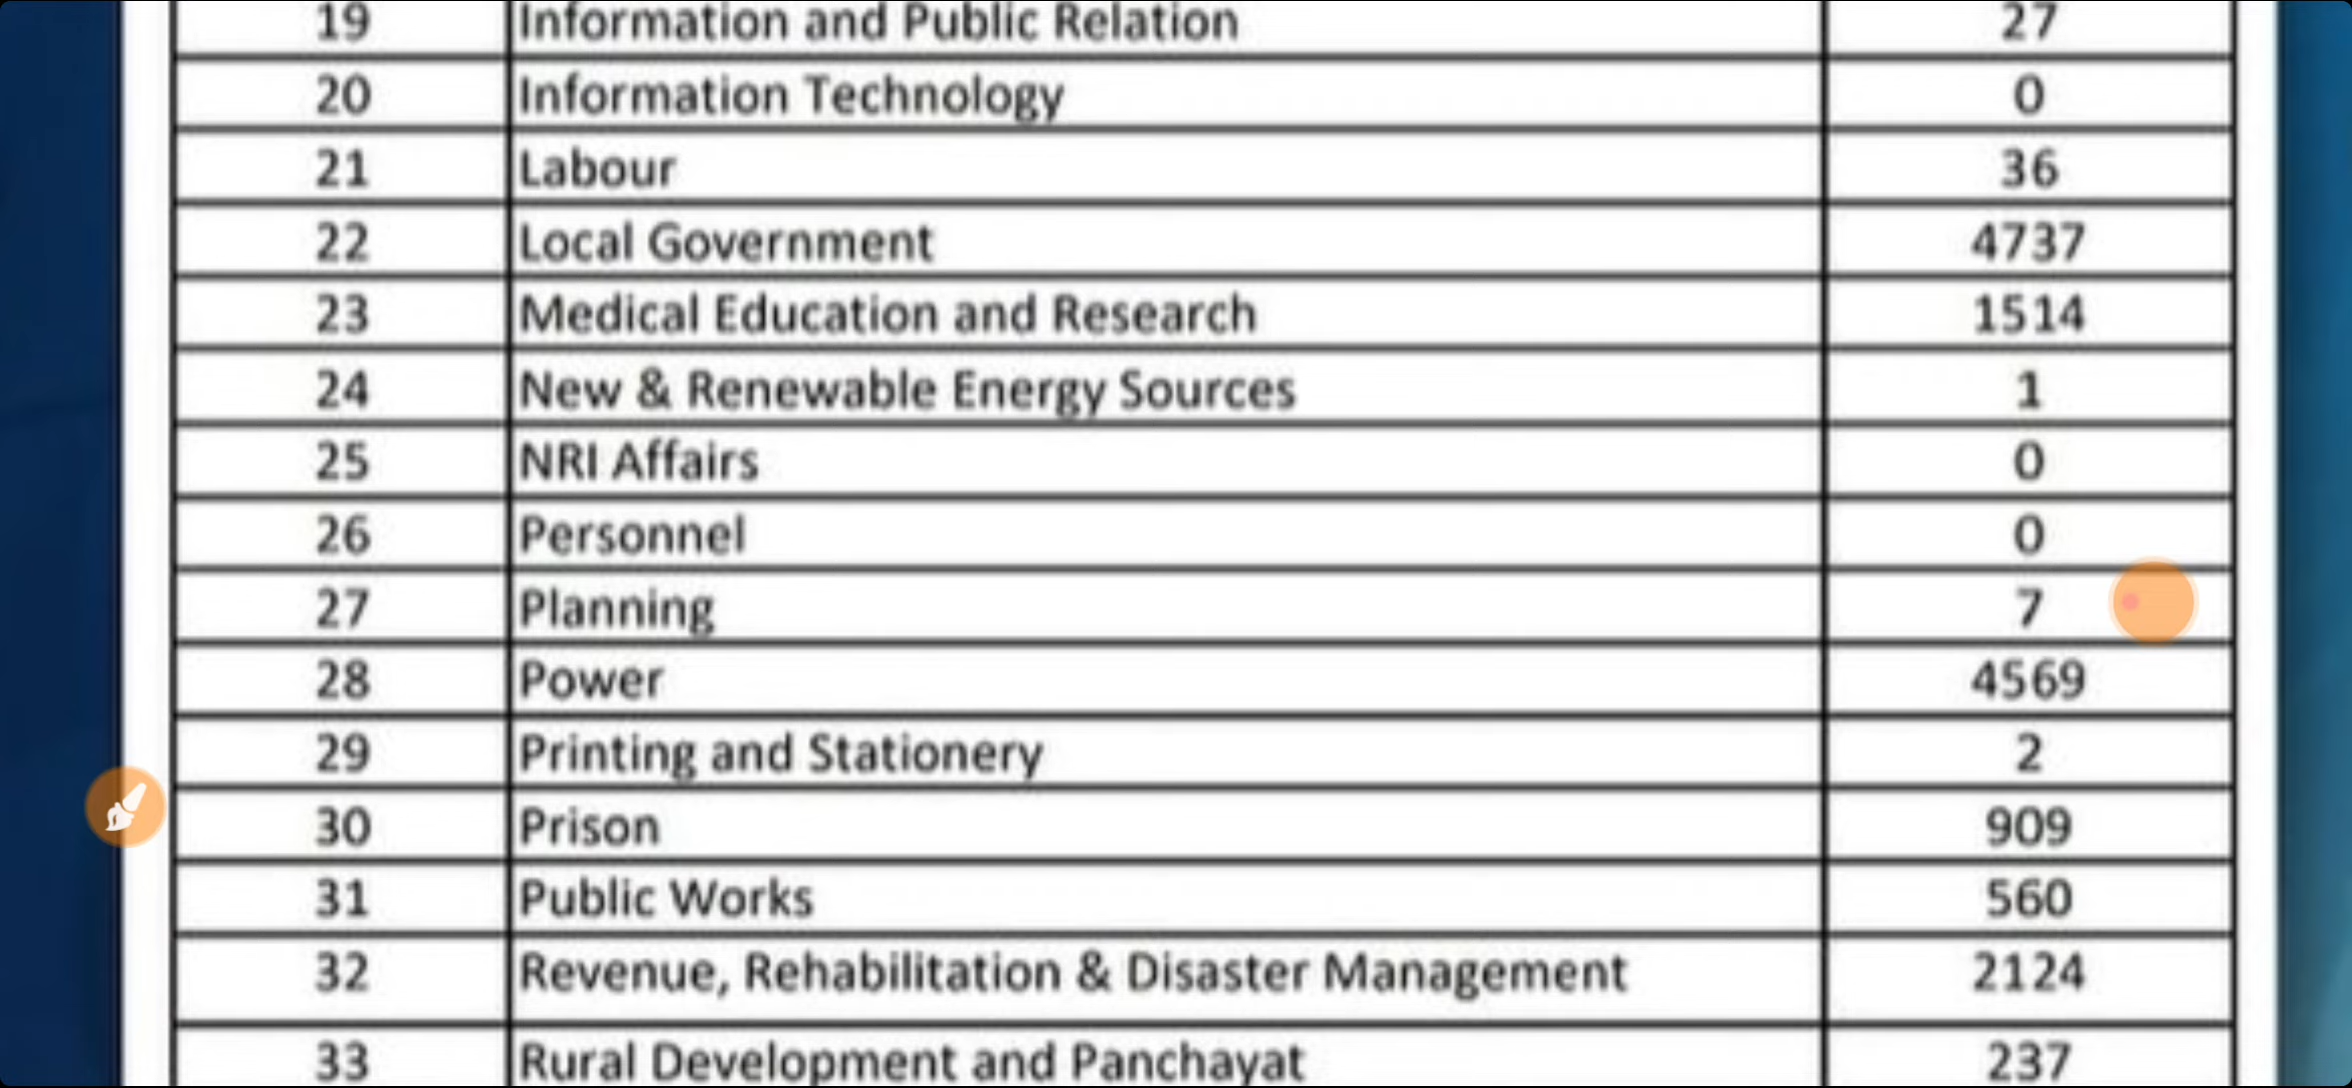 19 Information and Public Relation 27
20 Information Technology 0
21 Labour 36
22 Local Government 4737
23 Medical Education and Research 1514
24 New & Renewable Energy Sources 1
25 NRI Affairs 0
26 Personnel 0
27 Planning 7
28 Power 4569
29 Printing and Stationery 2
30 Prison 909
31 Public Works 560
32 Revenue, Rehabilitation & Disaster Management 2124
33 Rural Development and Panchayat 237